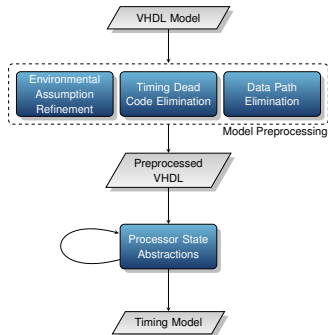 VHDL Model
Environmental
Assumption
Refinement
Timing Dead
Code Elimination
Data Path
Elimination
Model Preprocessing
Preprocessed
VHDL
Processor State
Abstractions
Timing Model